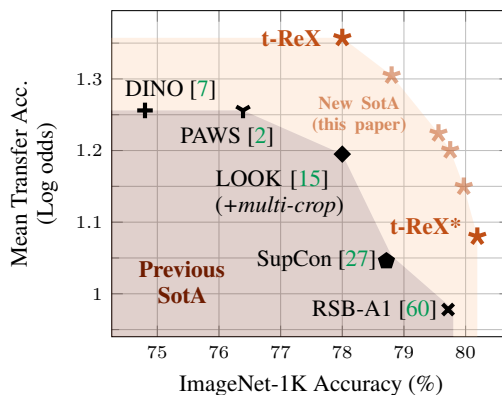 t-ReX
1.3
DINO [7]
New SotA
(this paper)
PAWS [2]
1.2
LOOK [15]
(+multi-crop)
t-ReX*
1.1
SupCon [27]
Previous
SotA
1
RSB-A1 [60]
75 76 77 78 79 80
ImageNet-1K Accuracy (%)
Mean Transfer Acc.
(Log odds)